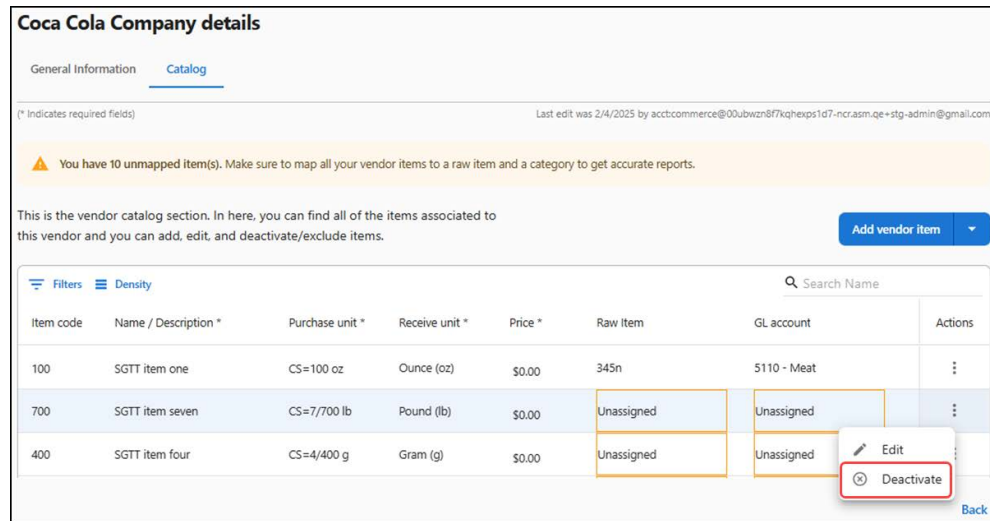 Coca Cola Company details
General Information Catalog
(* Indicates required fields) Last edit was 2/4/2025 by acct:commerce@00ubwzn8f7kqhexps1d7-ncr.asm.qe+stg-admin@gmail.com
You have 10 unmapped item(s). Make sure to map all your vendor items to a raw item and a category to get accurate reports.
This is the vendor catalog section. In here, you can find all of the items associated to
this vendor and you can add, edit, and deactivate/exclude items.
Add vendor item
Filters Density Search Name
Item code Name / Description * Purchase unit * Receive unit * Price * Raw Item GL account Actions
100 SGTT item one CS=100 oz Ounce (oz) $0.00 345n 5110 - Meat
700 SGTT item seven CS=7/700 lb Pound (lb) $0.00 Unassigned Unassigned
400 SGTT item four CS=4/400 g Gram (g) $0.00 Unassigned Unassigned
Edit
Deactivate
Back